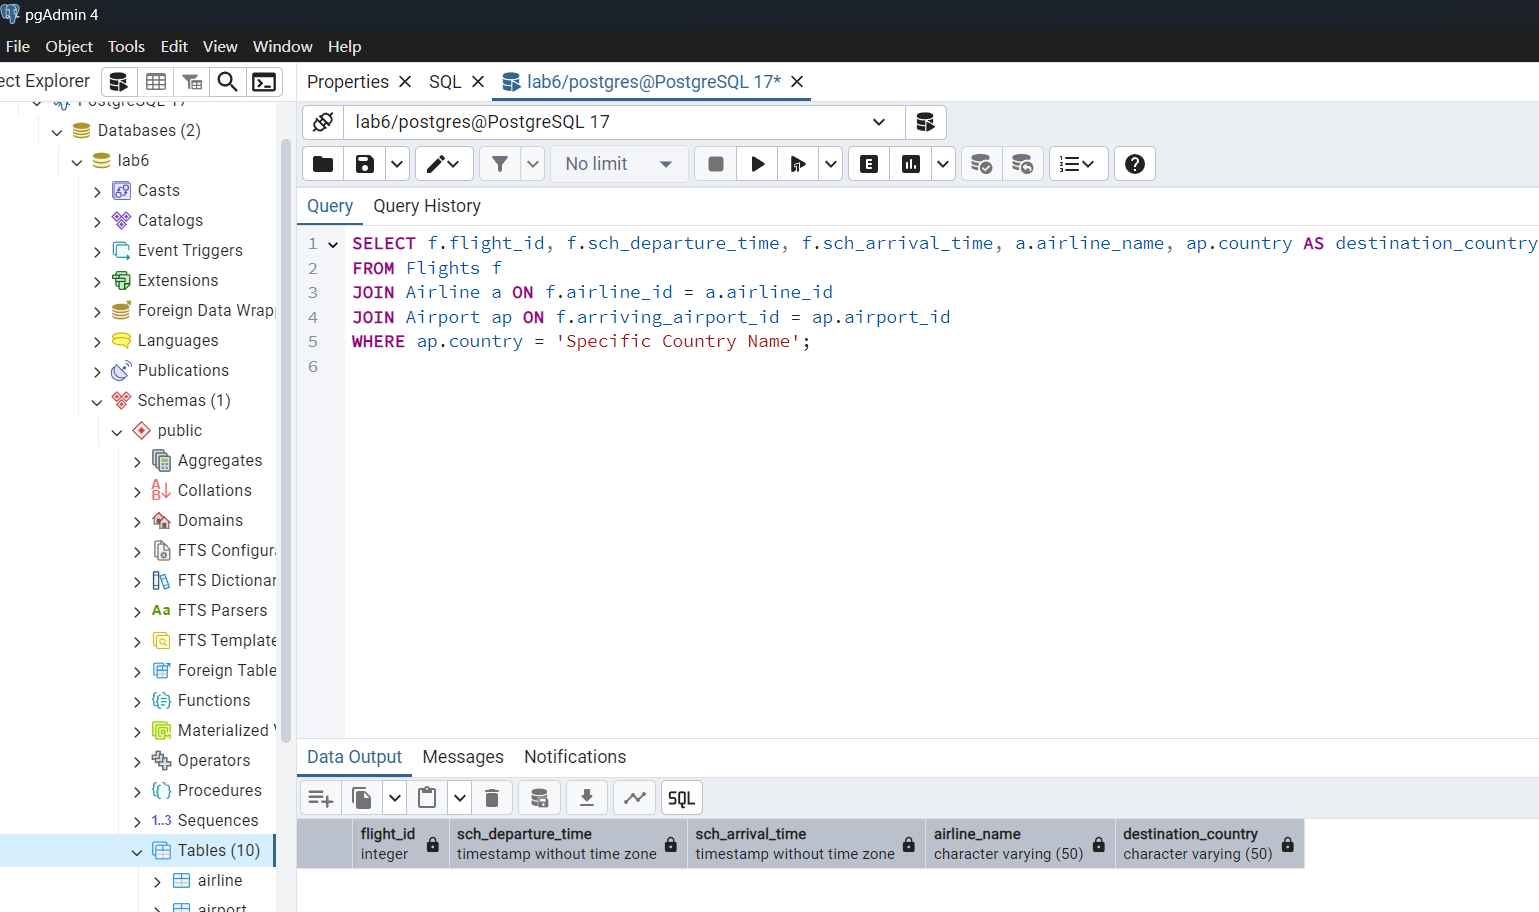 pgAdmin 4
File Object Tools Edit View Window Help
ect Explorer
Properties SQL lab6/postgres@PostgreSQL 17*
PostgreSQL 17
Databases (2)
lab6
Casts
Catalogs
Event Triggers
Extensions
Foreign Data Wrap
Languages
Publications
Schemas (1)
public
Aggregates
Collations
Domains
FTS Configur
FTS Dictionar
FTS Parsers
FTS Template
Foreign Table
Functions
Materialized
Operators
Procedures
1..3 Sequences
Tables (10)
airline
airport
lab6/postgres@PostgreSQL 17
No limit
E
Query Query History
1 SELECT f.flight_id, f.sch_departure_time, f.sch_arrival_time, a.airline_name, ap.country AS destination_country
2 FROM Flights f
3 JOIN Airline a ON f.airline_id = a.airline_id
4 JOIN Airport ap ON f.arriving_airport_id = ap.airport_id
5 WHERE ap.country = 'Specific Country Name';
6
Data Output Messages Notifications
SQL
flight_id sch_departure_time sch_arrival_time airline_name destination_country
integer timestamp without time zone timestamp without time zone character varying (50) character varying (50)